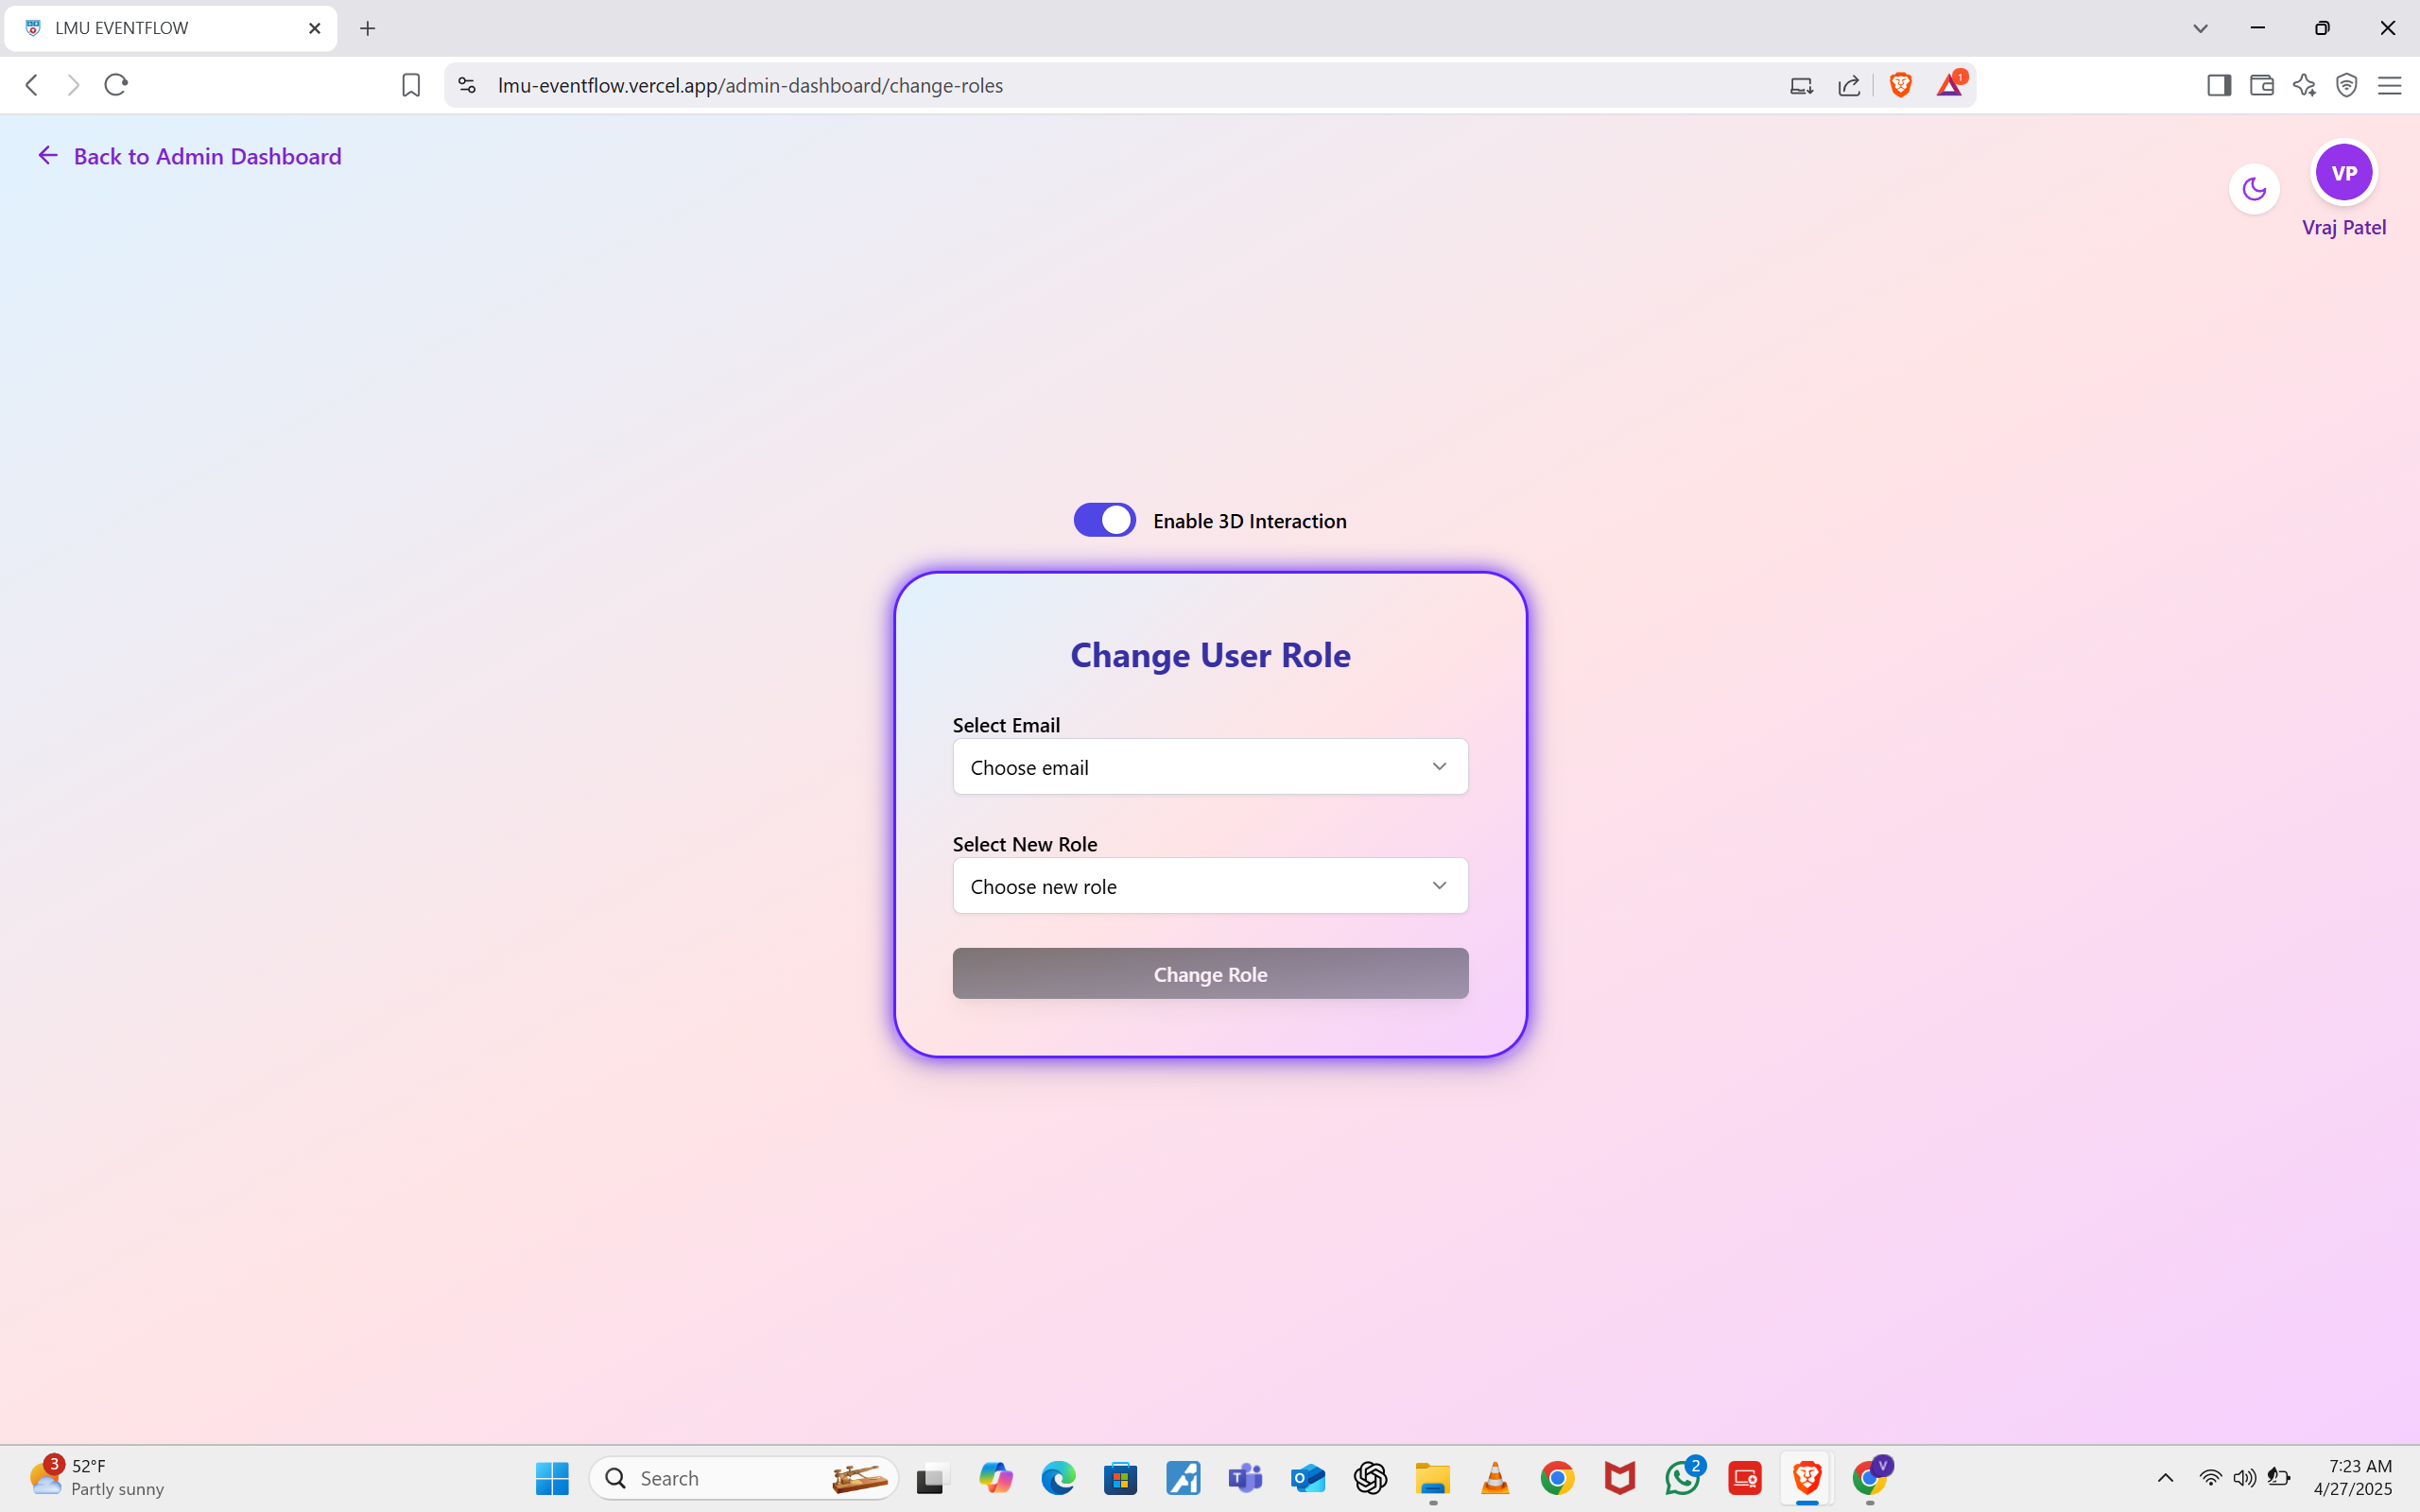 LMU EVENTFLOW
lmu-eventflow.vercel.app/admin-dashboard/change-roles
1
Back to Admin Dashboard
VP
Vraj Patel
Enable 3D Interaction
Change User Role
Select Email
Choose email
Select New Role
Choose new role
Change Role
3
52°F
Partly sunny
Search
2
V
7:23 AM
4/27/2025